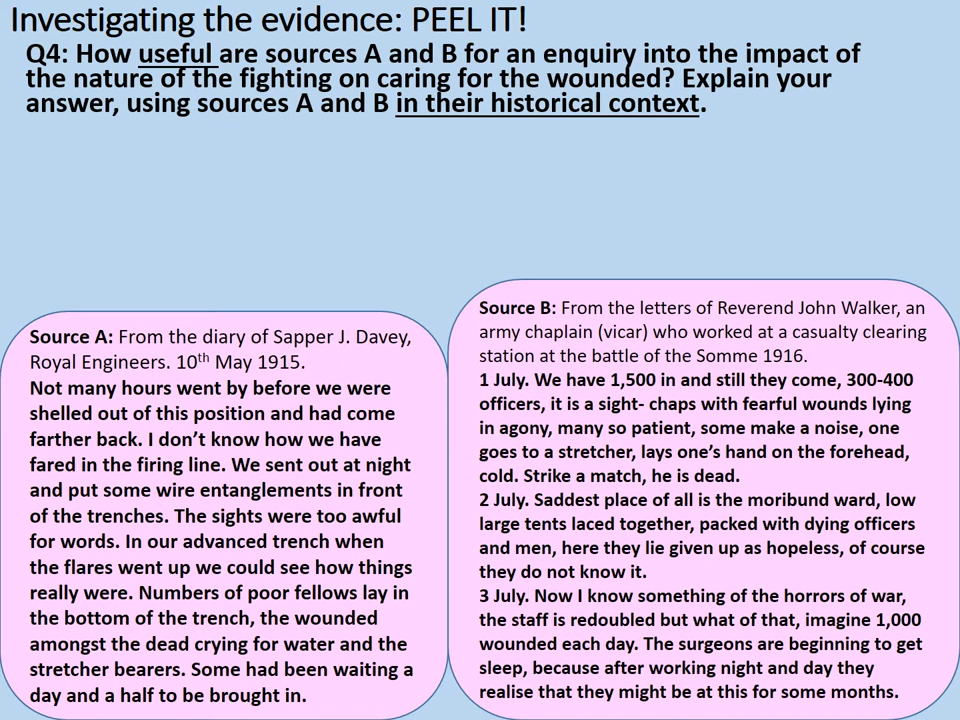 Investigating the evidence: PEEL IT!
Q4: How useful are sources A and B for an enquiry into the impact of
the nature of the fighting on caring for the wounded? Explain your
answer, using sources A and B in their historical context.
Source A: From the diary of Sapper J. Davey,
Royal Engineers. 10th May 1915.
Not many hours went by before we were
shelled out of this position and had come
farther back. I don't know how we have
fared in the firing line. We sent out at night
and put some wire entanglements in front
of the trenches. The sights were too awful
for words. In our advanced trench when
the flares went up we could see how things
really were. Numbers of poor fellows lay in
the bottom of the trench, the wounded
amongst the dead crying for water and the
stretcher bearers. Some had been waiting a
day and a half to be brought in.
Source B: From the letters of Reverend John Walker, an
army chaplain (vicar) who worked at a casualty clearing
station at the battle of the Somme 1916.
1 July. We have 1,500 in and still they come, 300-400
officers, it is a sight- chaps with fearful wounds lying
in agony, many so patient, some make a noise, one
goes to a stretcher, lays one's hand on the forehead,
cold. Strike a match, he is dead.
2 July. Saddest place of all is the moribund ward, low
large tents laced together, packed with dying officers
and men, here they lie given up as hopeless, of course
they do not know it.
3 July. Now I know something of the horrors of war,
the staff is redoubled but what of that, imagine 1,000
wounded each day. The surgeons are beginning to get
sleep, because after working night and day they
realise that they might be at this for some months.